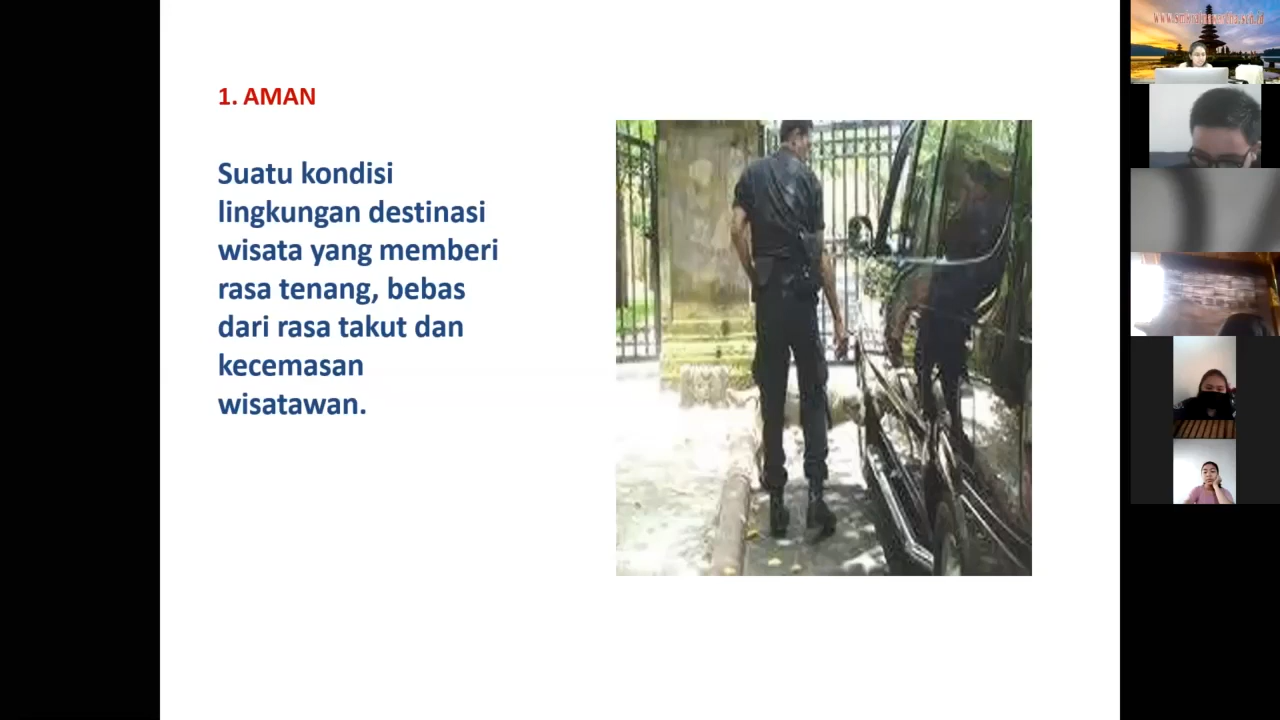 1. AMAN
Suatu kondisi
lingkungan destinasi
wisata yang memberi
rasa tenang, bebas
dari rasa takut dan
kecemasan
wisatawan.